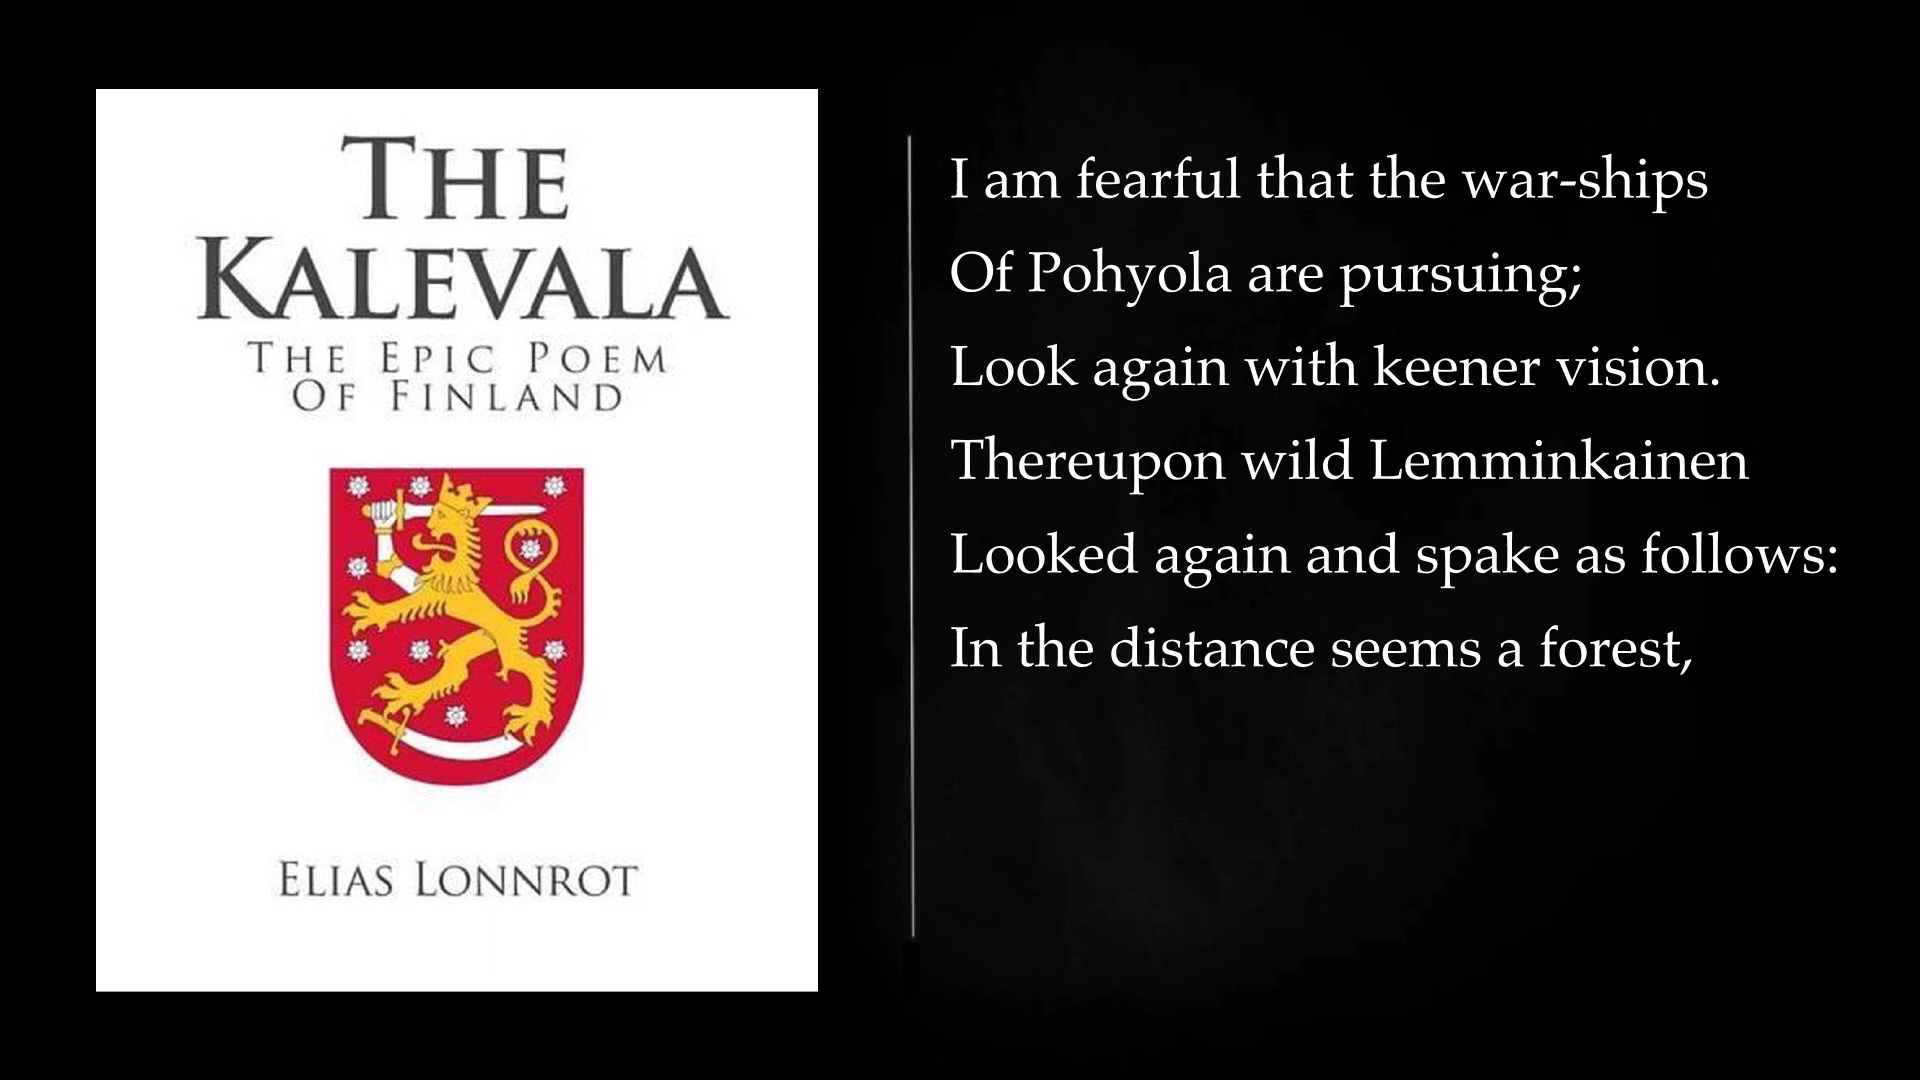 THE
KALEVALA
THE EPIC POEM
OF FINLAND
ELIAS LONNROT
I am fearful that the war-ships
Of Pohyola are pursuing;
Look again with keener vision.
Thereupon wild Lemminkainen
Looked again and spake as follows:
In the distance seems a forest,